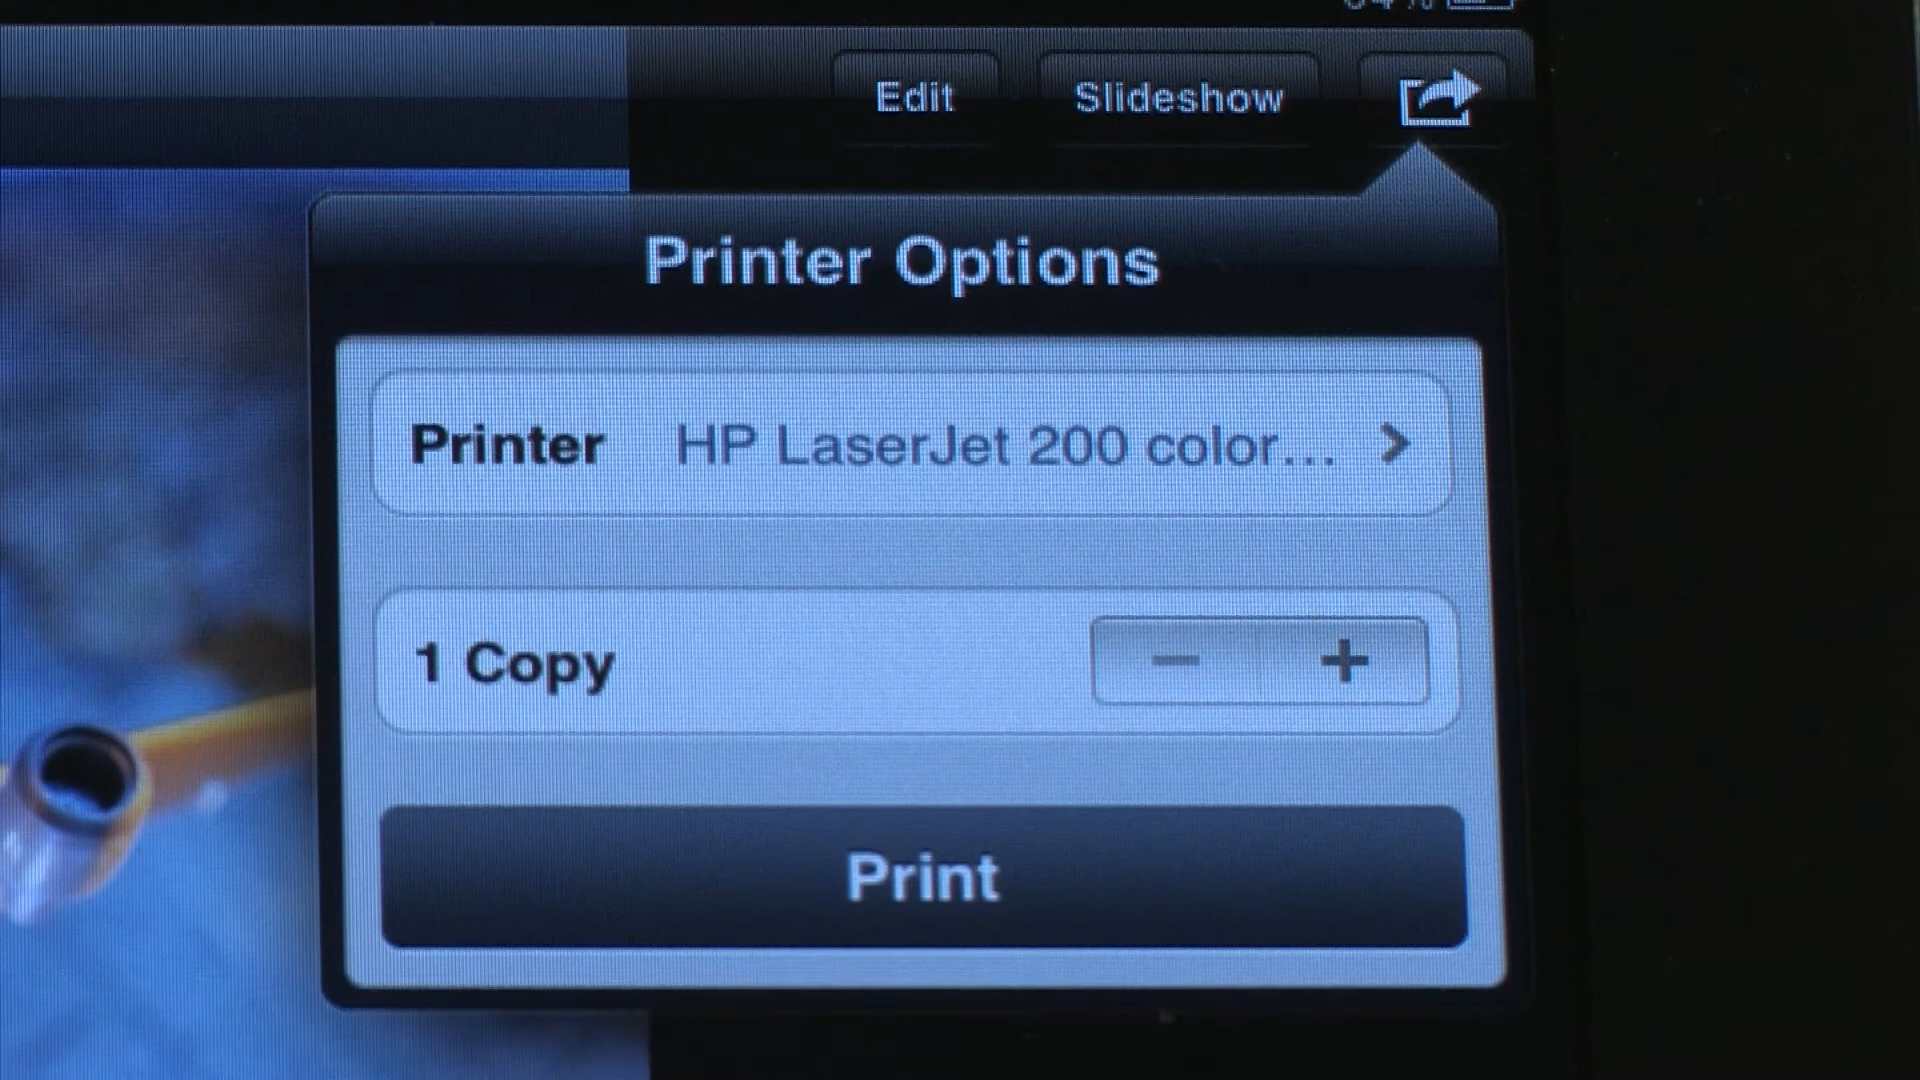 Edit Slideshow
Printer Options
Printer HP LaserJet 200 color...
1 Copy
Print